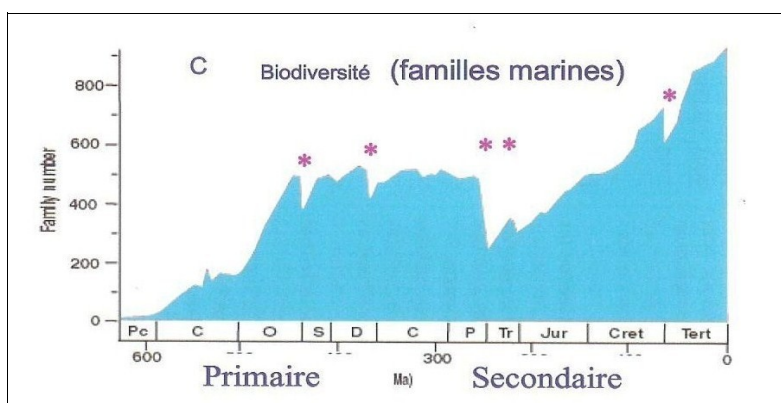 C Biodiversité (familles marines)
Family number
800
600
400
200
0
* * * * *
Pc C O S D C P Tr Jur Cret Tert
600 300 0
Primaire Ma) Secondaire